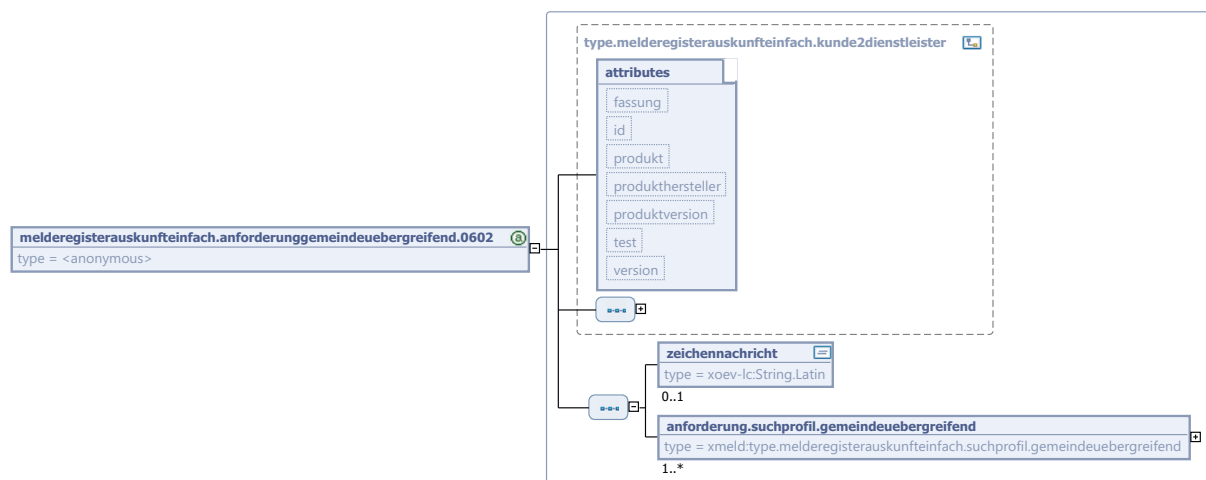 type.melderegisterauskunfteinfach.kunde2dienstleister
attributes
fassung
id
produkt
produkthersteller
produktversion
test
version
melderegisterauskunfteinfach.anforderunggemeindeuebergreifend.0602
a
type = <anonymous>
zeichennachricht
type = xoev-lc:String.Latin
0..1
anforderung.suchprofil.gemeindeuebergreifend
type = xmeld:type.melderegisterauskunfteinfach.suchprofil.gemeindeuebergreifend
1..*